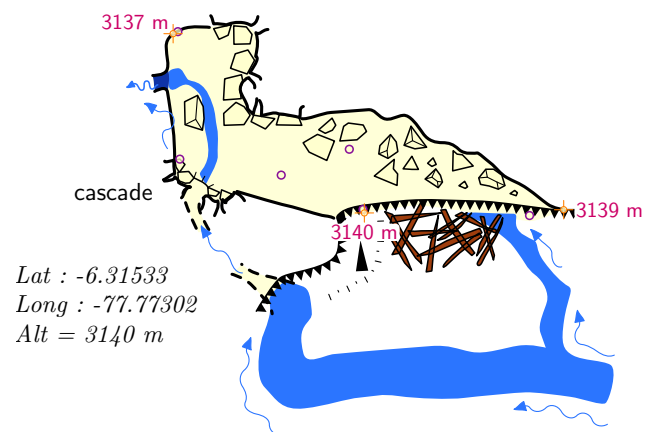 3137 m
cascade
3139 m
3140 m
Lat : -6.31533
Long : -77.77302
Alt = 3140 m